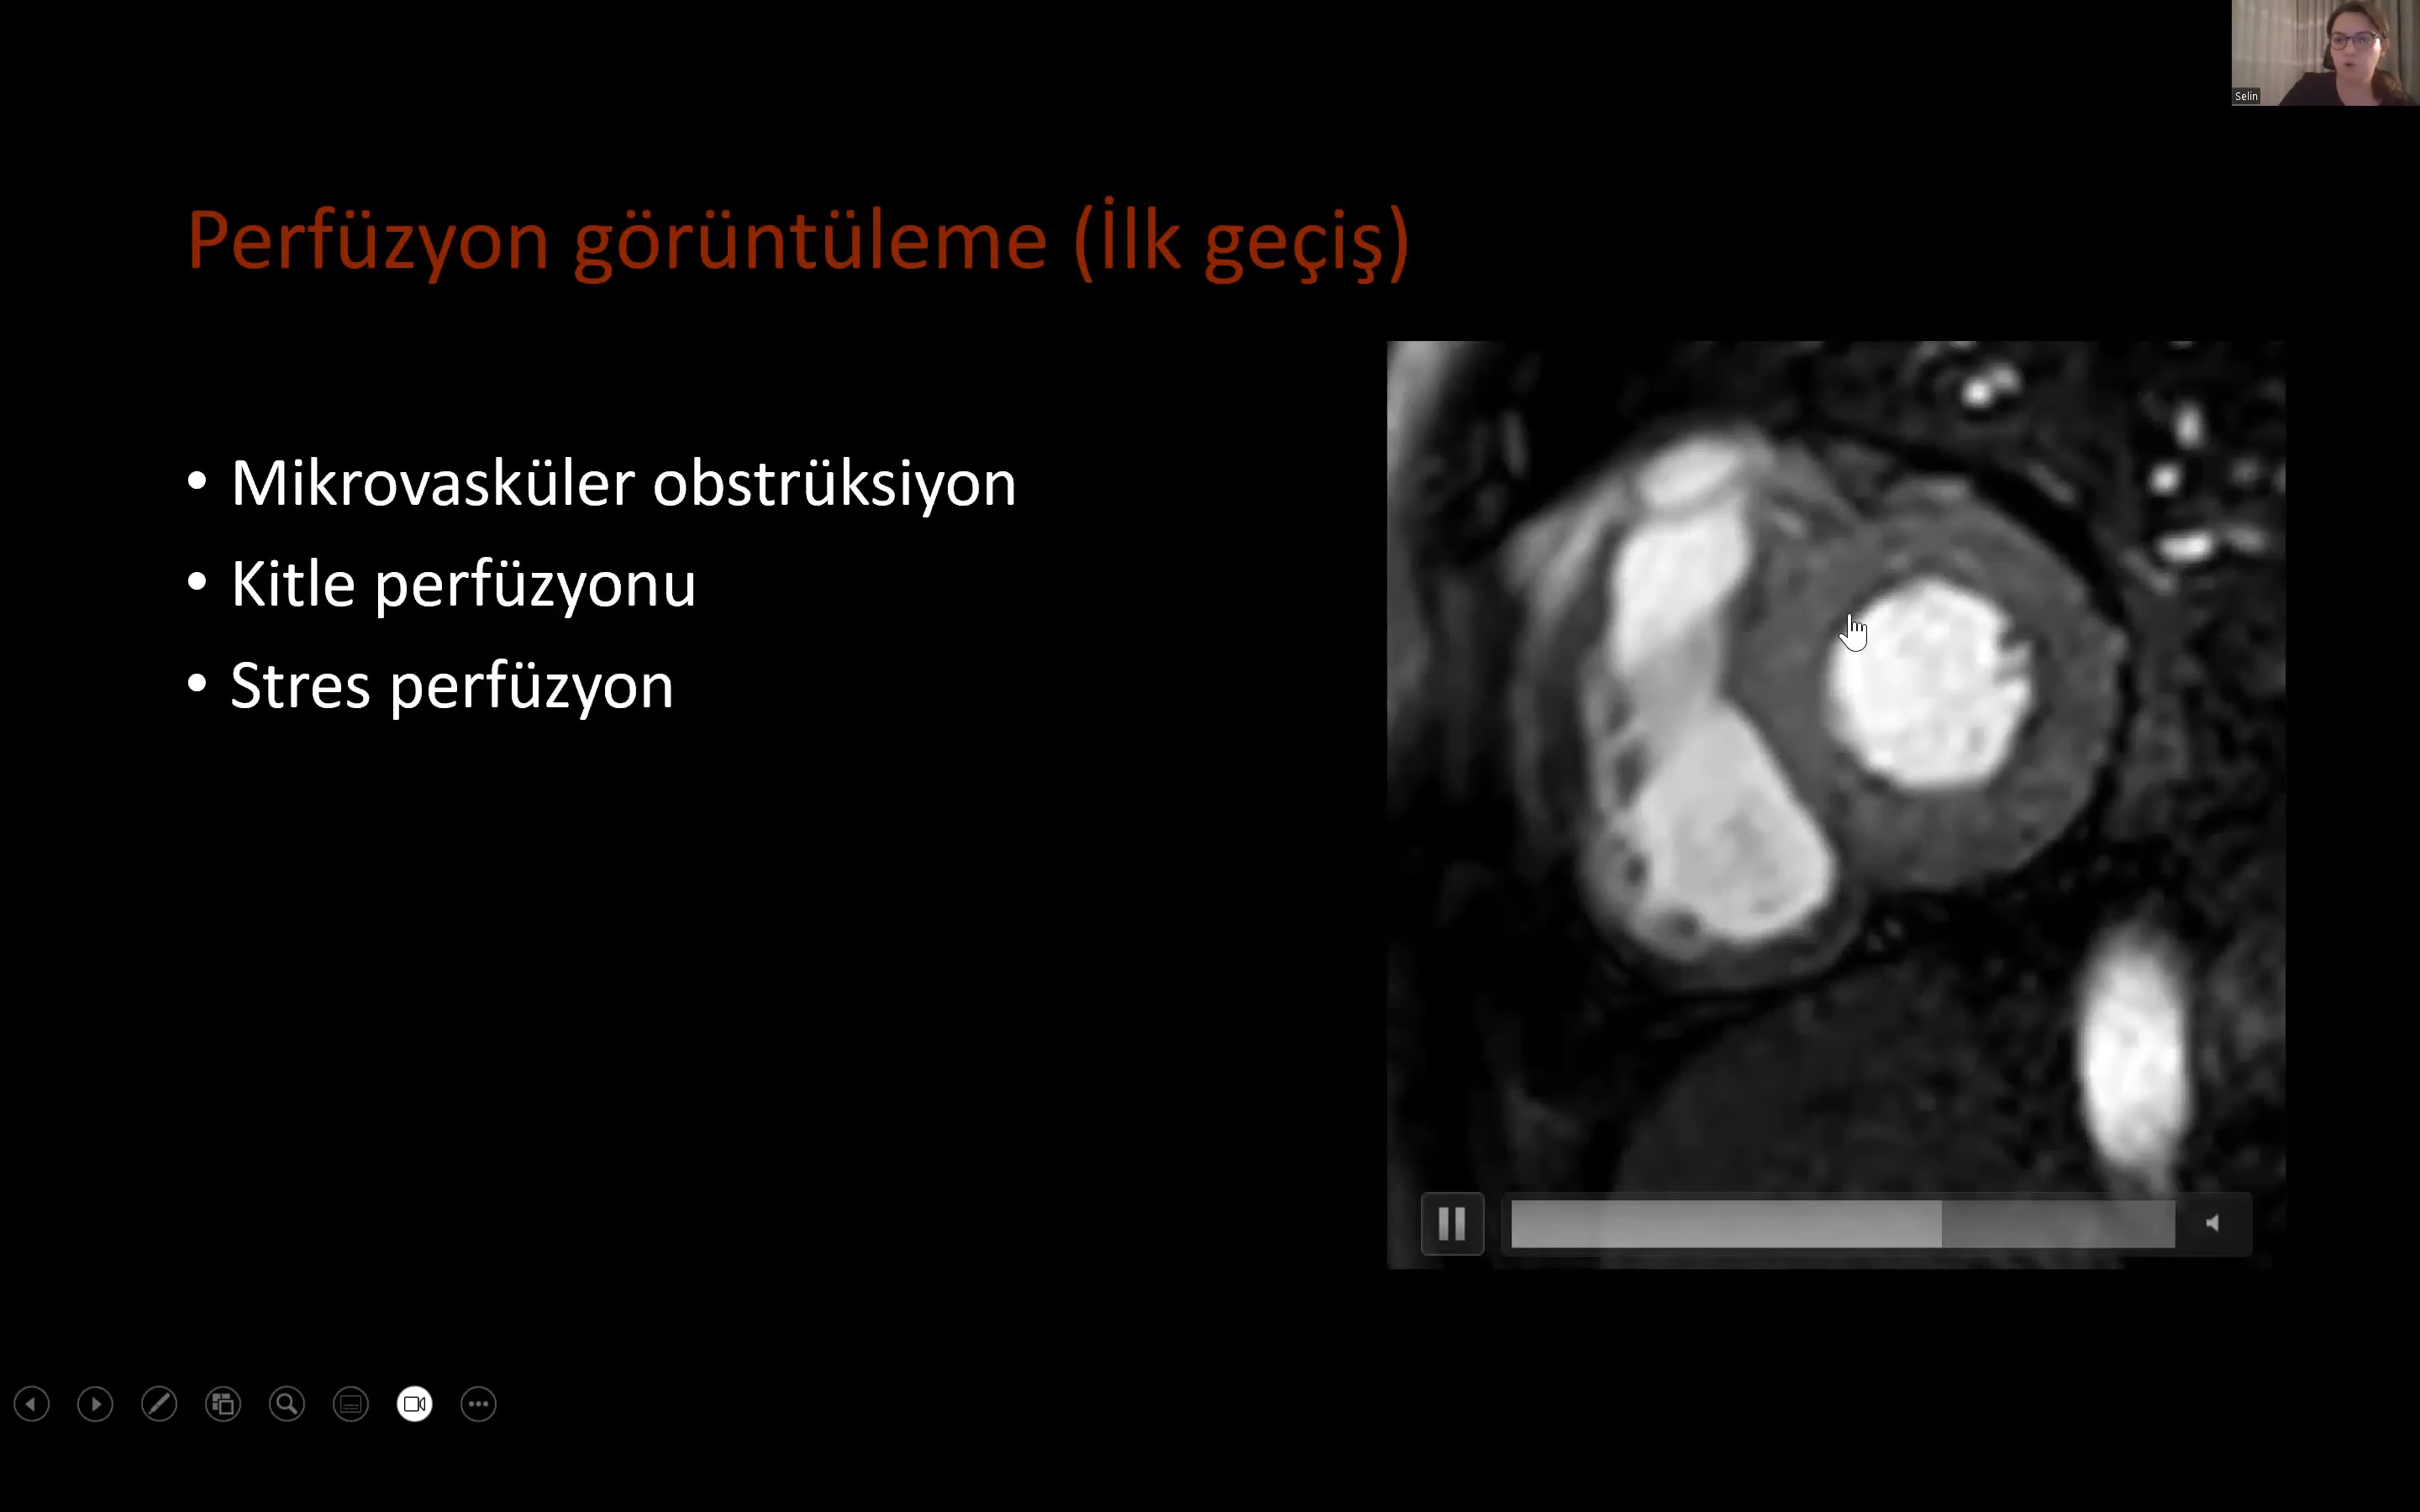 Selin
Perfüzyon görüntüleme (İlk geçiş)
• Mikrovasküler obstrüksiyon
• Kitle perfüzyonu
• Stres perfüzyon